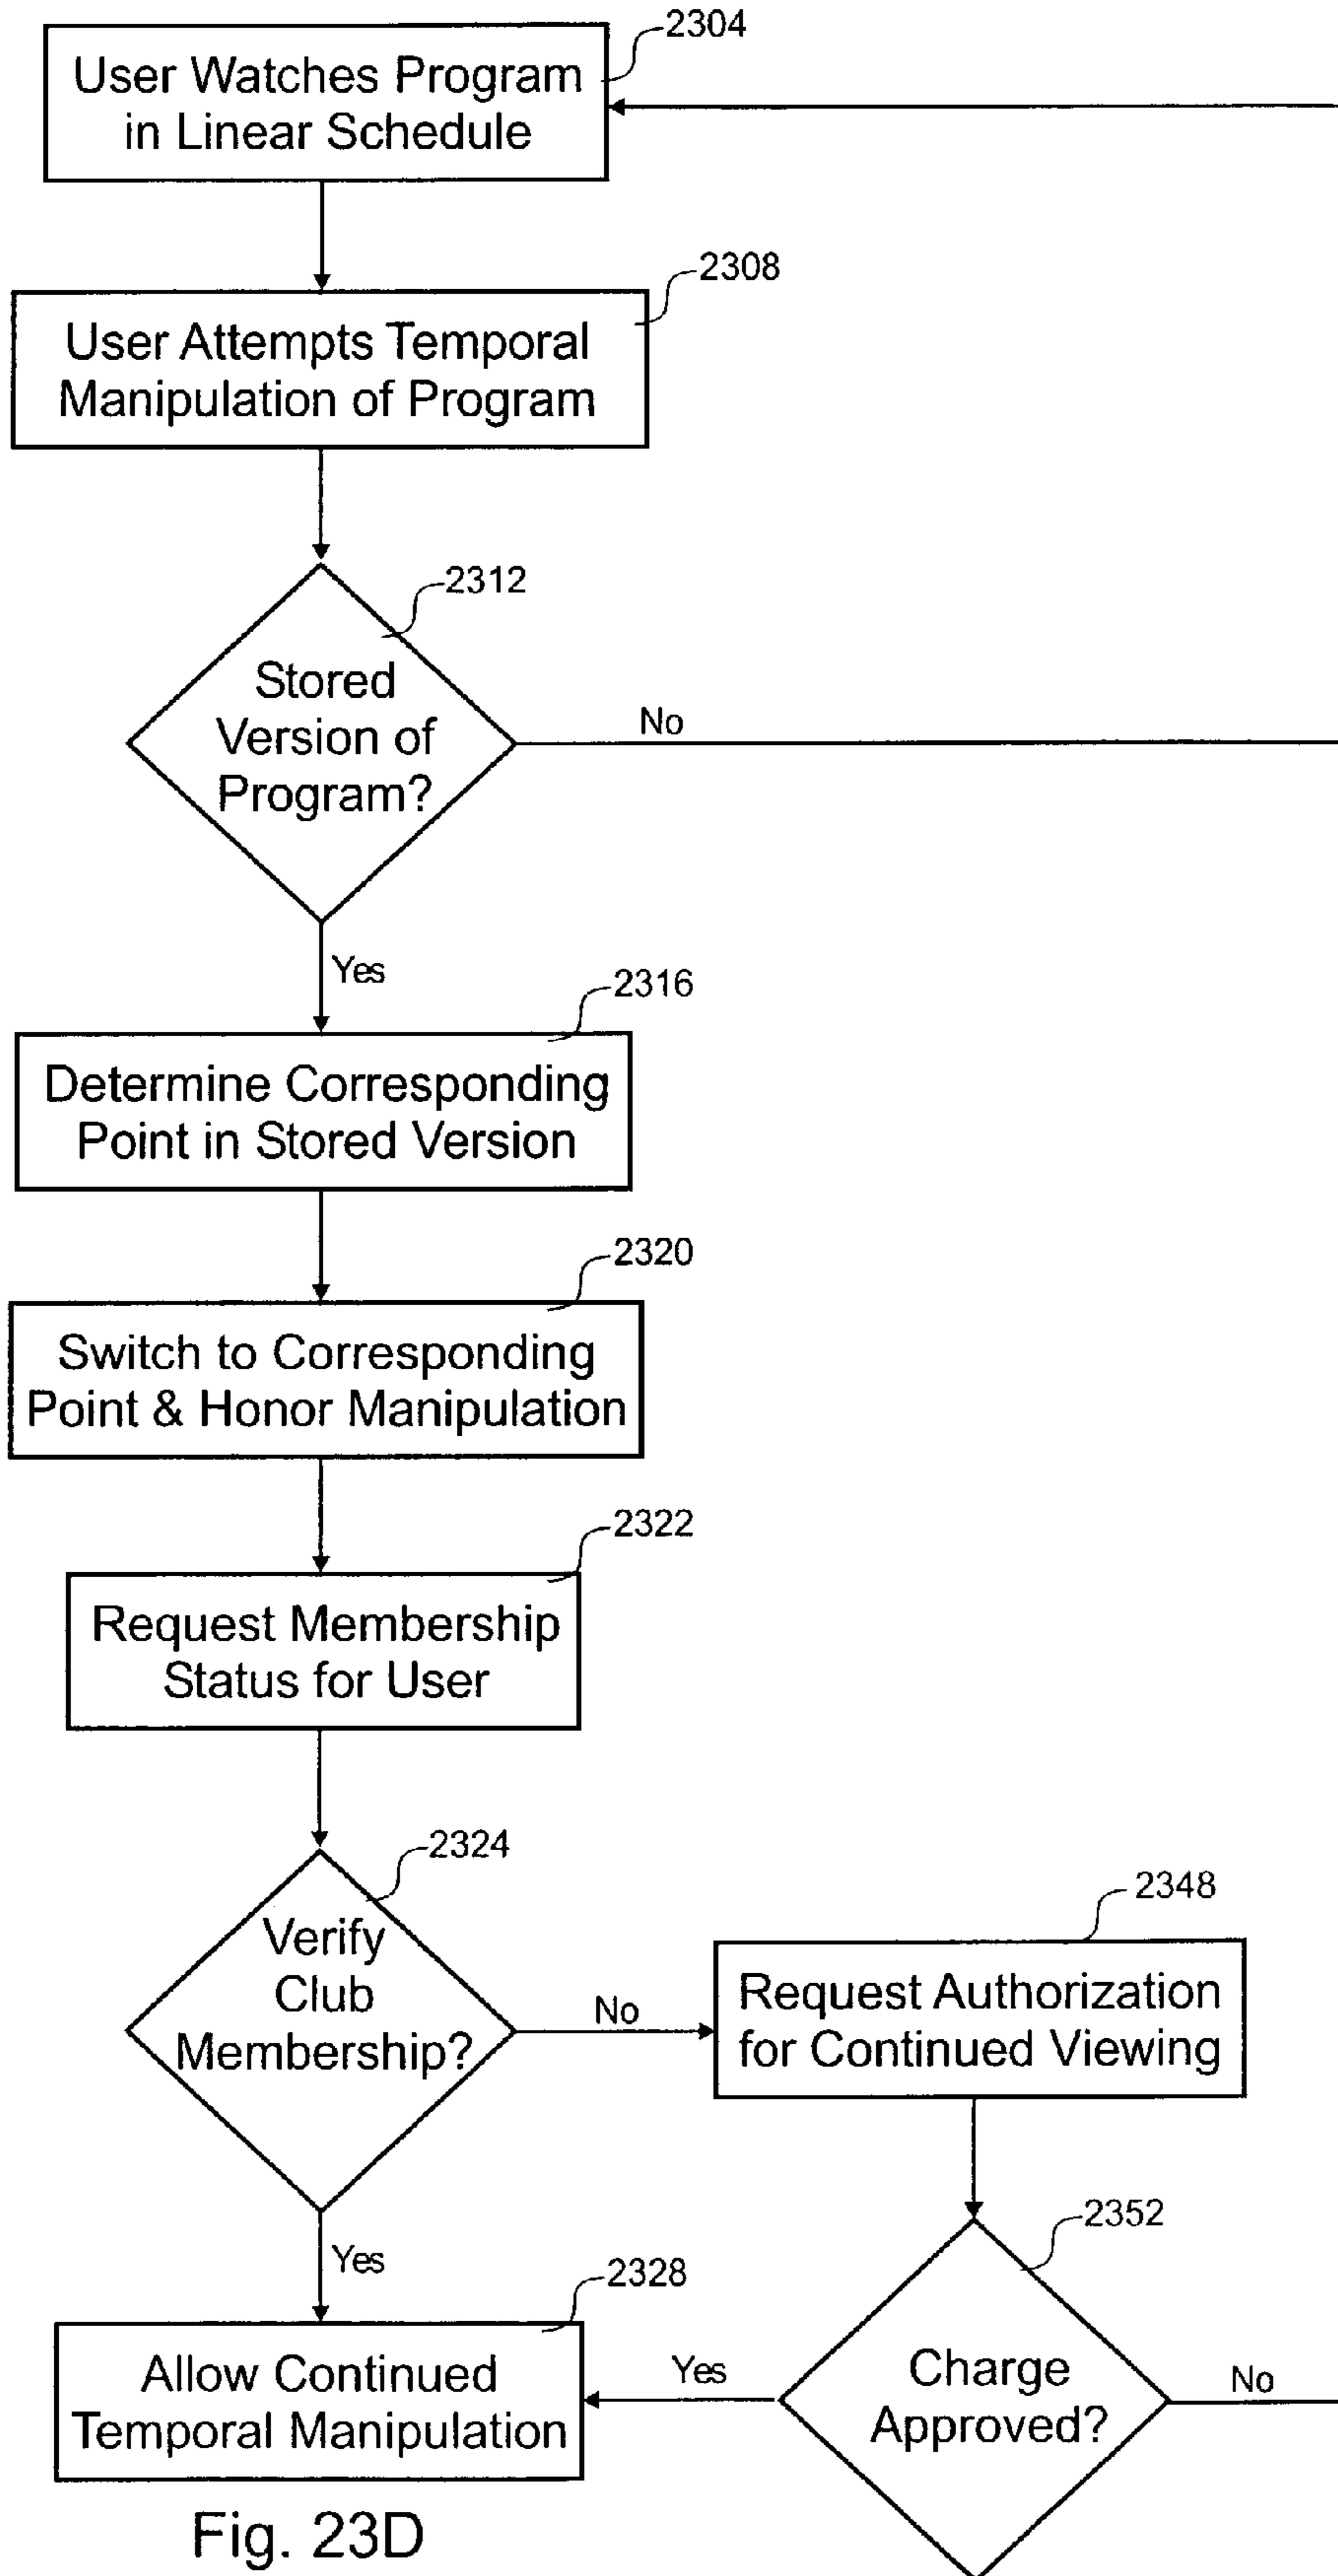 2304
User Watches Program
in Linear Schedule
2308
User Attempts Temporal
Manipulation of Program
2312
Stored
Version of
Program?
No
Yes
2316
Determine Corresponding
Point in Stored Version
2320
Switch to Corresponding
Point & Honor Manipulation
2322
Request Membership
Status for User
2324
Verify
Club
Membership?
No
2348
Request Authorization
for Continued Viewing
Yes
2352
Charge
Approved?
Yes
No
2328
Allow Continued
Temporal Manipulation
Fig. 23D